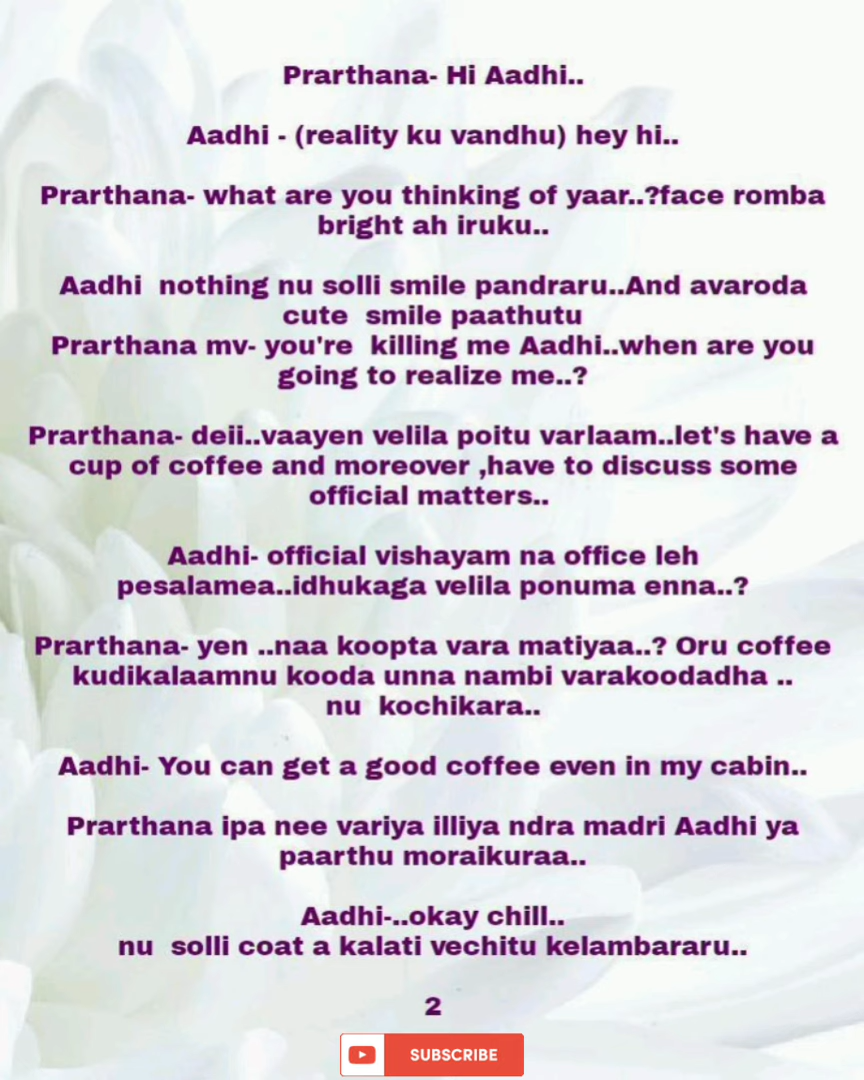 Prarthana- Hi Aadhi..
Aadhi - (reality ku vandhu) hey hi..
Prarthana- what are you thinking of yaar..?face romba
bright ah iruku..
Aadhi  nothing nu solli smile pandraru..And avaroda
cute  smile paathutu
Prarthana mv- you're  killing me Aadhi..when are you
going to realize me..?
Prarthana- deii..vaayen velila poitu varlaam..let's have a
cup of coffee and moreover ,have to discuss some
official matters..
Aadhi- official vishayam na office leh
pesalamea..idhukaga velila ponuma enna..?
Prarthana- yen ..naa koopta vara matiyaa..? Oru coffee
kudikalaamnu kooda unna nambi varakoodadha ..
nu  kochikara..
Aadhi- You can get a good coffee even in my cabin..
Prarthana ipa nee variya illiya ndra madri Aadhi ya
paarthu moraikuraa..
Aadhi-..okay chill..
nu  solli coat a kalati vechitu kelambararu..
2
SUBSCRIBE